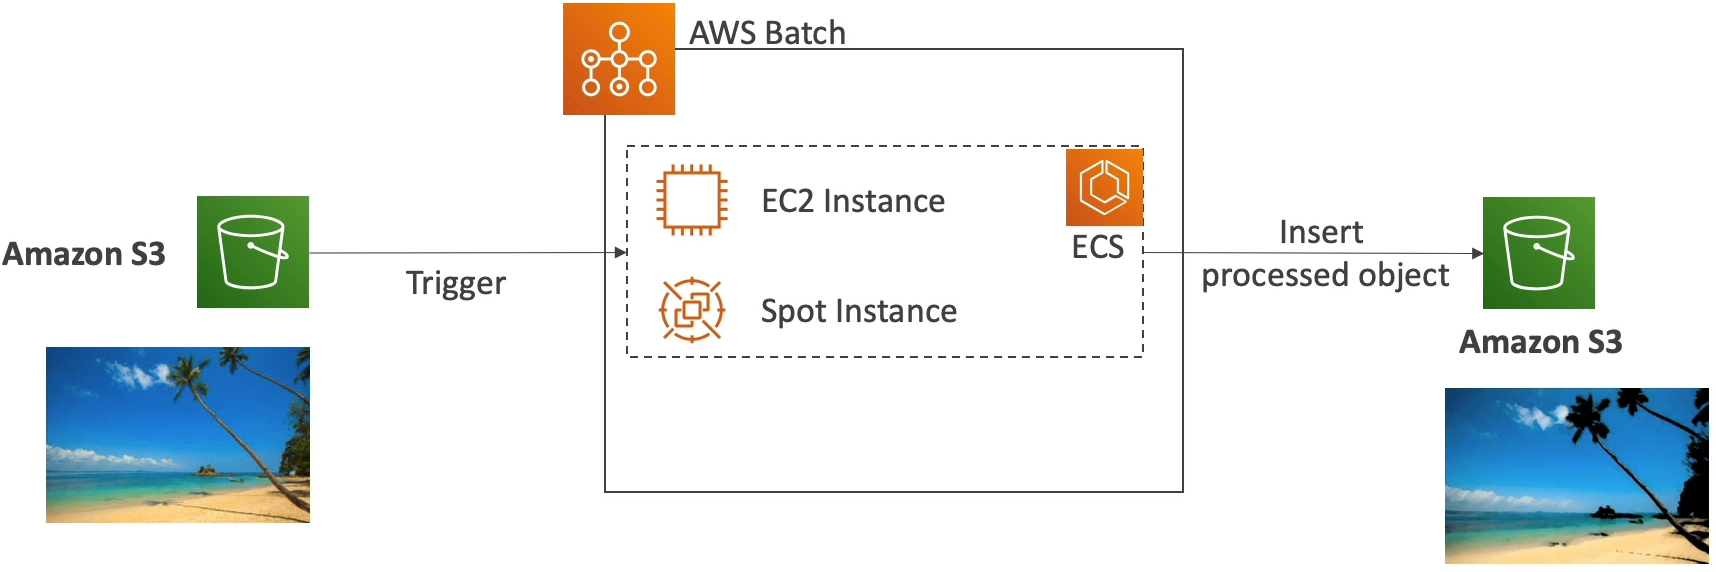 AWS Batch
EC2 Instance
ECS
Spot Instance
Amazon S3
Trigger
Insert
processed object
Amazon S3